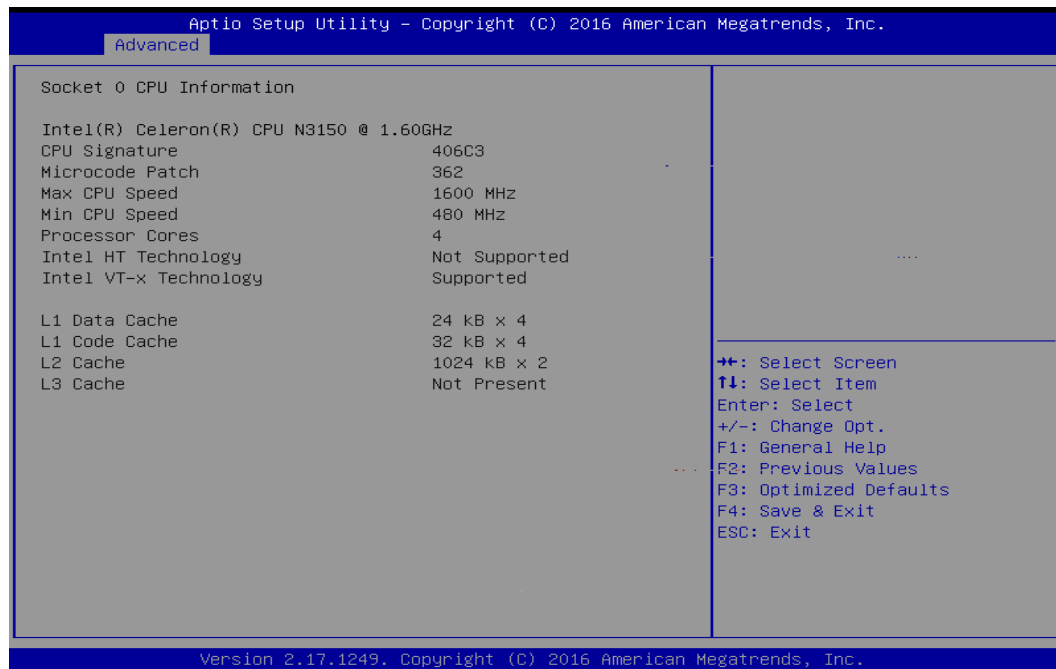 Aptio Setup Utility – Copyright (C) 2016 American Megatrends, Inc.
Advanced
Socket 0 CPU Information
Intel(R) Celeron(R) CPU N3150 @ 1.60GHz
CPU Signature 406C3
Microcode Patch 362
Max CPU Speed 1600 MHz
Min CPU Speed 480 MHz
Processor Cores 4
Intel HT Technology Not Supported
Intel VT-x Technology Supported
L1 Data Cache 24 kB x 4
L1 Code Cache 32 kB x 4
L2 Cache 1024 kB x 2
L3 Cache Not Present
→←: Select Screen
↑↓: Select Item
Enter: Select
+/-: Change Opt.
F1: General Help
F2: Previous Values
F3: Optimized Defaults
F4: Save & Exit
ESC: Exit
Version 2.17.1249. Copyright (C) 2016 American Megatrends, Inc.